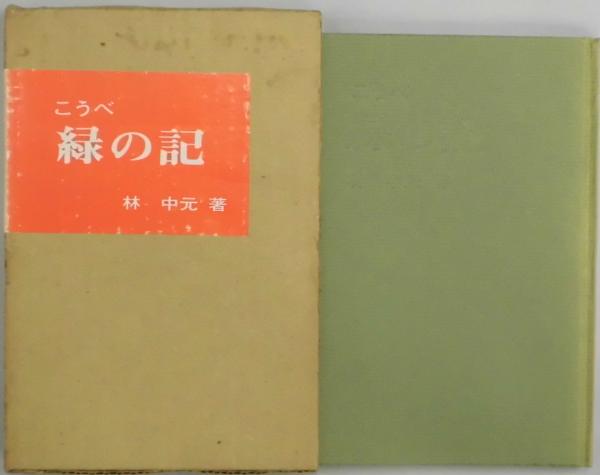 こうべ
緑の記
林 中元 著